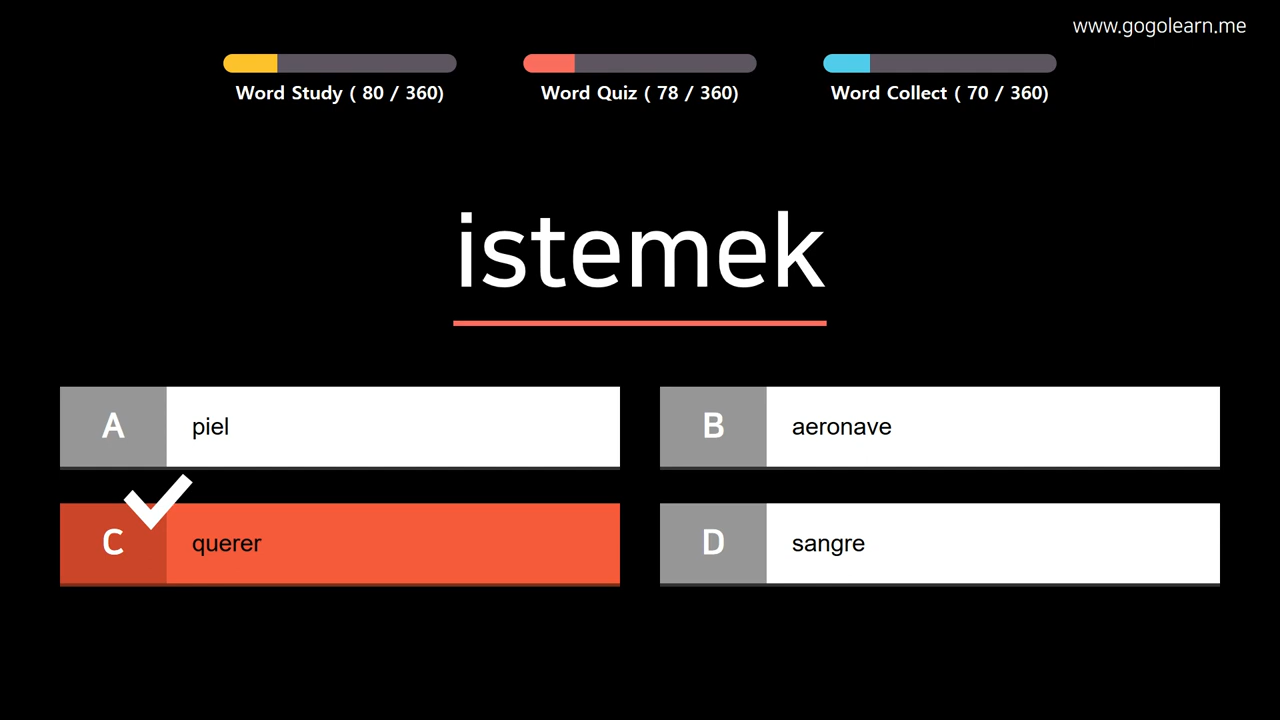 www.gogolearn.me
Word Study ( 80 / 360)
Word Quiz ( 78 / 360)
Word Collect ( 70 / 360)
istemek
A piel
B aeronave
C querer
D sangre